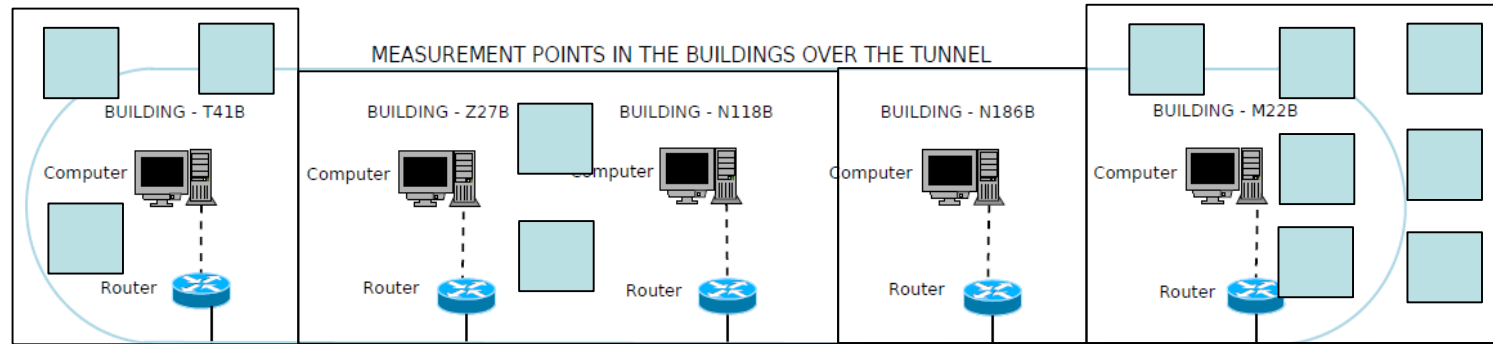 MEASUREMENT POINTS IN THE BUILDINGS OVER THE TUNNEL
BUILDING - T41B
BUILDING - Z27B
BUILDING - N118B
BUILDING - N186B
BUILDING - M22B
Computer
Computer
Computer
Computer
Computer
Router
Router
Router
Router
Router